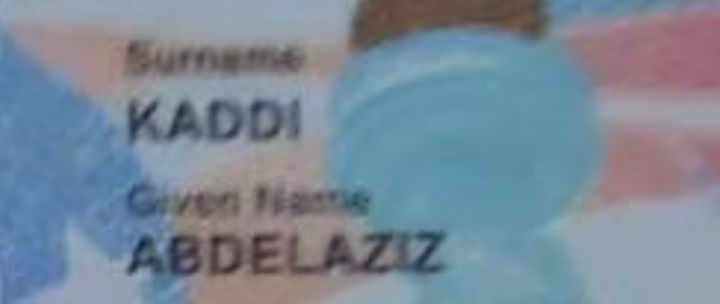 Surname
KADDI
Given Name
ABDELAZIZ